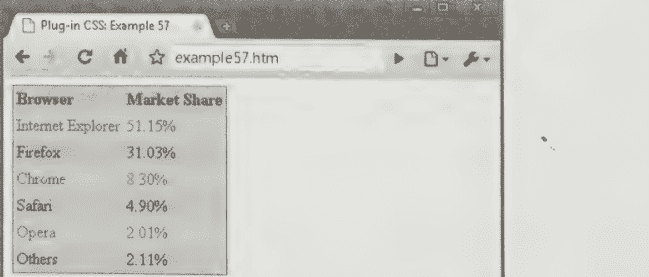 Plug-in CSS: Example 57
example57.htm
Browser Market Share
Internet Explorer 51.15%
Firefox 31.03%
Chrome 8.30%
Safari 4.90%
Opera 2.01%
Others 2.11%